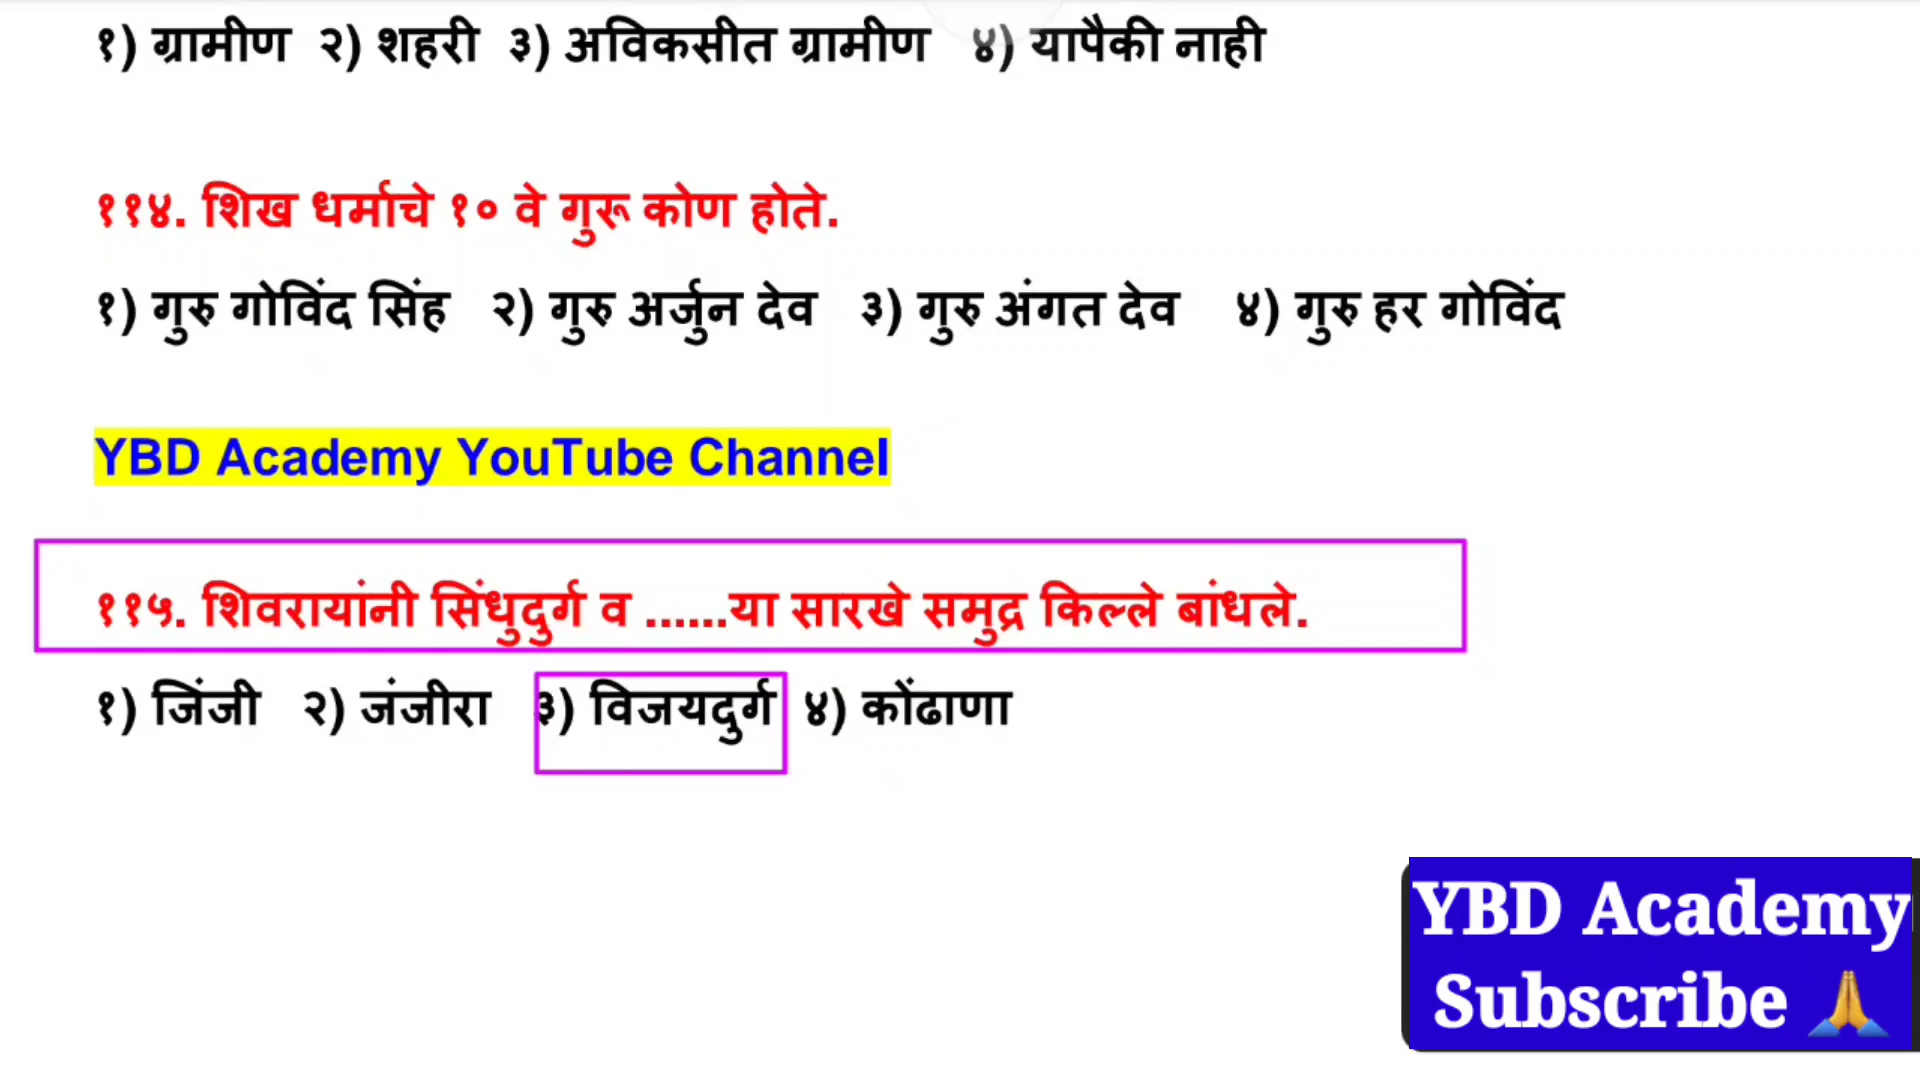 १) ग्रामीण २) शहरी ३) अविकसीत ग्रामीण ४) यापैकी नाही
११४. शिख धर्माचे १० वे गुरू कोण होते.
१) गुरु गोविंद सिंह २) गुरु अर्जुन देव ३) गुरु अंगत देव ४) गुरु हर गोविंद
YBD Academy YouTube Channel
११५. शिवरायांनी सिंधुदुर्ग व ......या सारखे समुद्र किल्ले बांधले.
१) जिंजी २) जंजीरा ३) विजयदुर्ग ४) कोंढाणा
YBD Academy
Subscribe 🙏